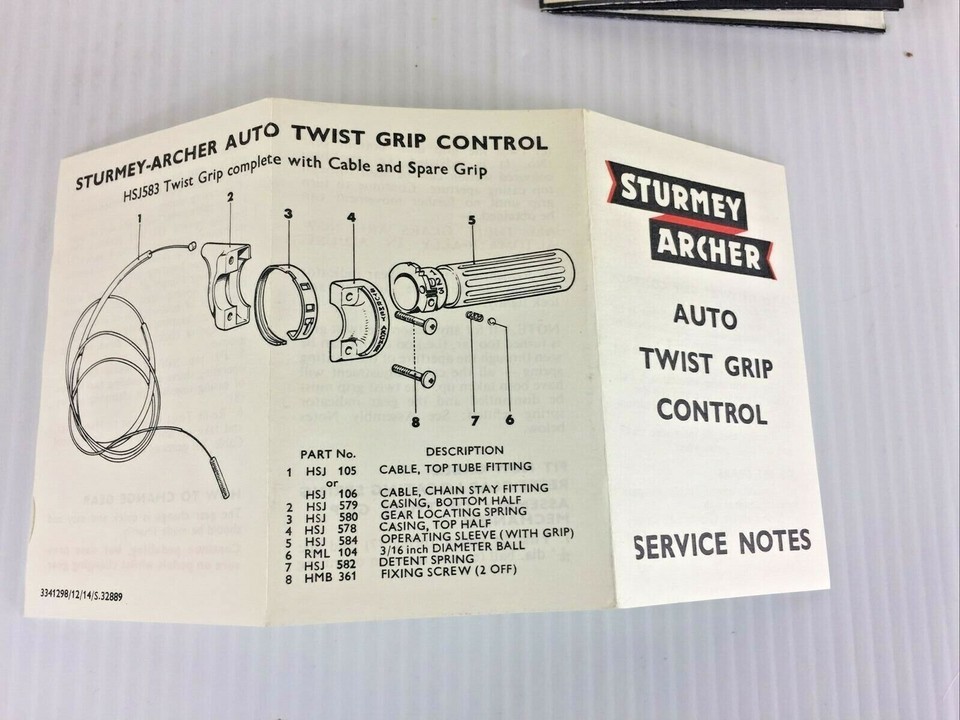 STURMEY-ARCHER AUTO TWIST GRIP CONTROL
HSJ583 Twist Grip complete with Cable and Spare Grip
1
2
3
4
5
8
7
6
PART No. DESCRIPTION
1 HSJ 105 CABLE, TOP TUBE FITTING
or
HSJ 106 CABLE, CHAIN STAY FITTING
2 HSJ 579 CASING, BOTTOM HALF
3 HSJ 580 GEAR LOCATING SPRING
4 HSJ 578 CASING, TOP HALF
5 HSJ 584 OPERATING SLEEVE (WITH GRIP)
6 RML 104 3/16 inch DIAMETER BALL
7 HSJ 582 DETENT SPRING
8 HMB 361 FIXING SCREW (2 OFF)
3341298/12/14/S.32889
STURMEY
ARCHER
AUTO
TWIST GRIP
CONTROL
SERVICE NOTES